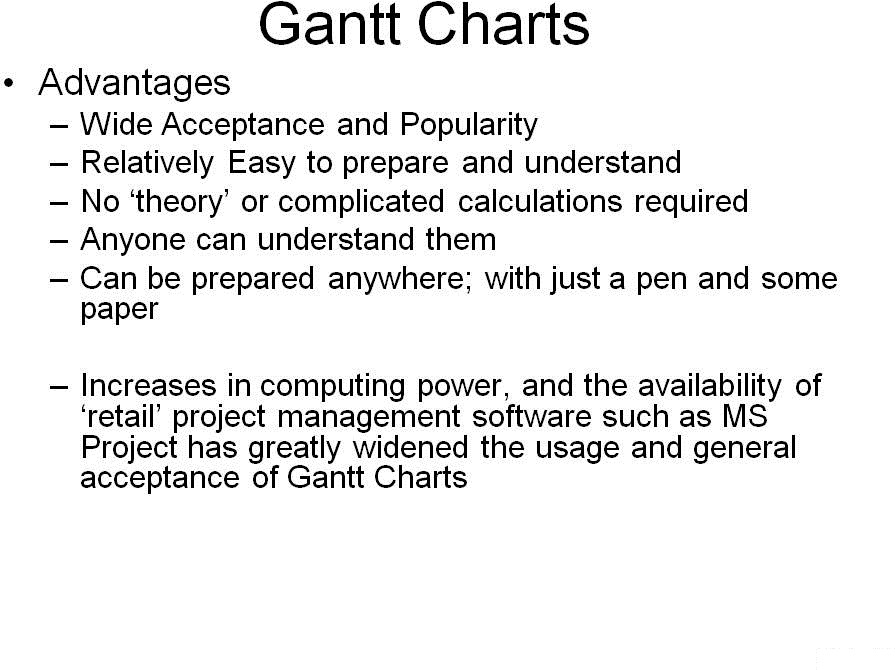 Gantt Charts
• Advantages
– Wide Acceptance and Popularity
– Relatively Easy to prepare and understand
– No ‘theory’ or complicated calculations required
– Anyone can understand them
– Can be prepared anywhere; with just a pen and some
paper
– Increases in computing power, and the availability of
‘retail’ project management software such as MS
Project has greatly widened the usage and general
acceptance of Gantt Charts